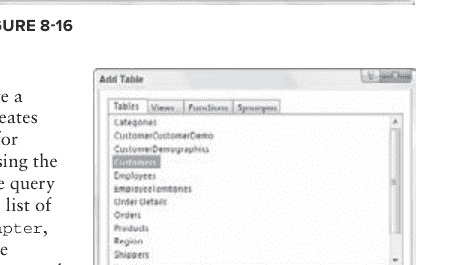 URE 8-16
e a
eates
for
sing the
e query
list of
pter,
e
Add Table
Tables Views Functions Synonyms
Categories
CustomerCustomerDemo
CustomerDemographics
Customers
Employees
EmployeeTerritories
Order Details
Orders
Products
Region
Shippers